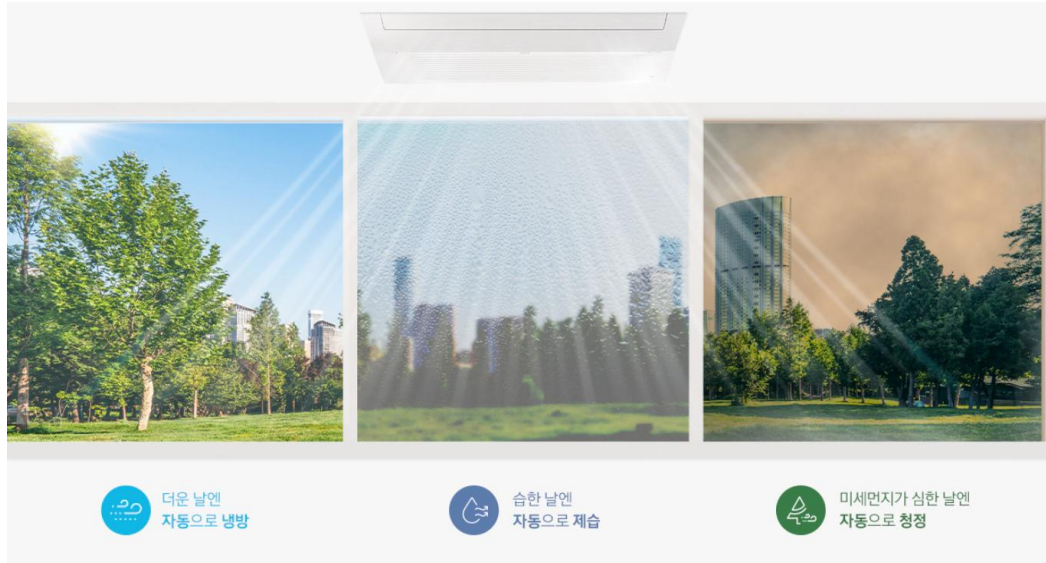 더운 날엔
자동으로 냉방
습한 날엔
자동으로 제습
미세먼지가 심한 날엔
자동으로 청정